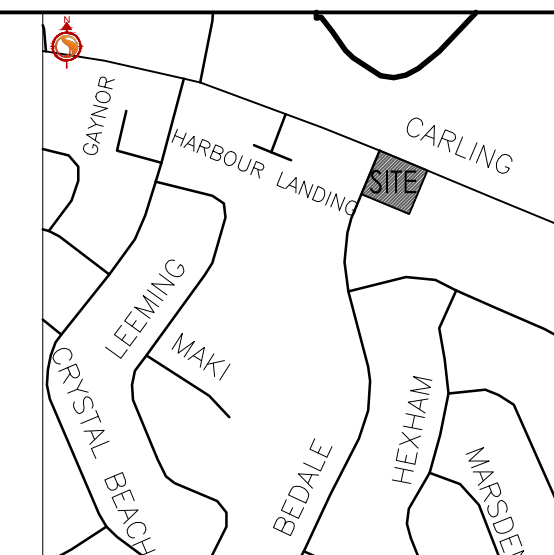 N
GAYNOR
CARLING
HARBOUR LANDING
SITE
LEEMING
MAKI
CRYSTAL BEACH
HEXHAM
BEDALE
MARSDEN